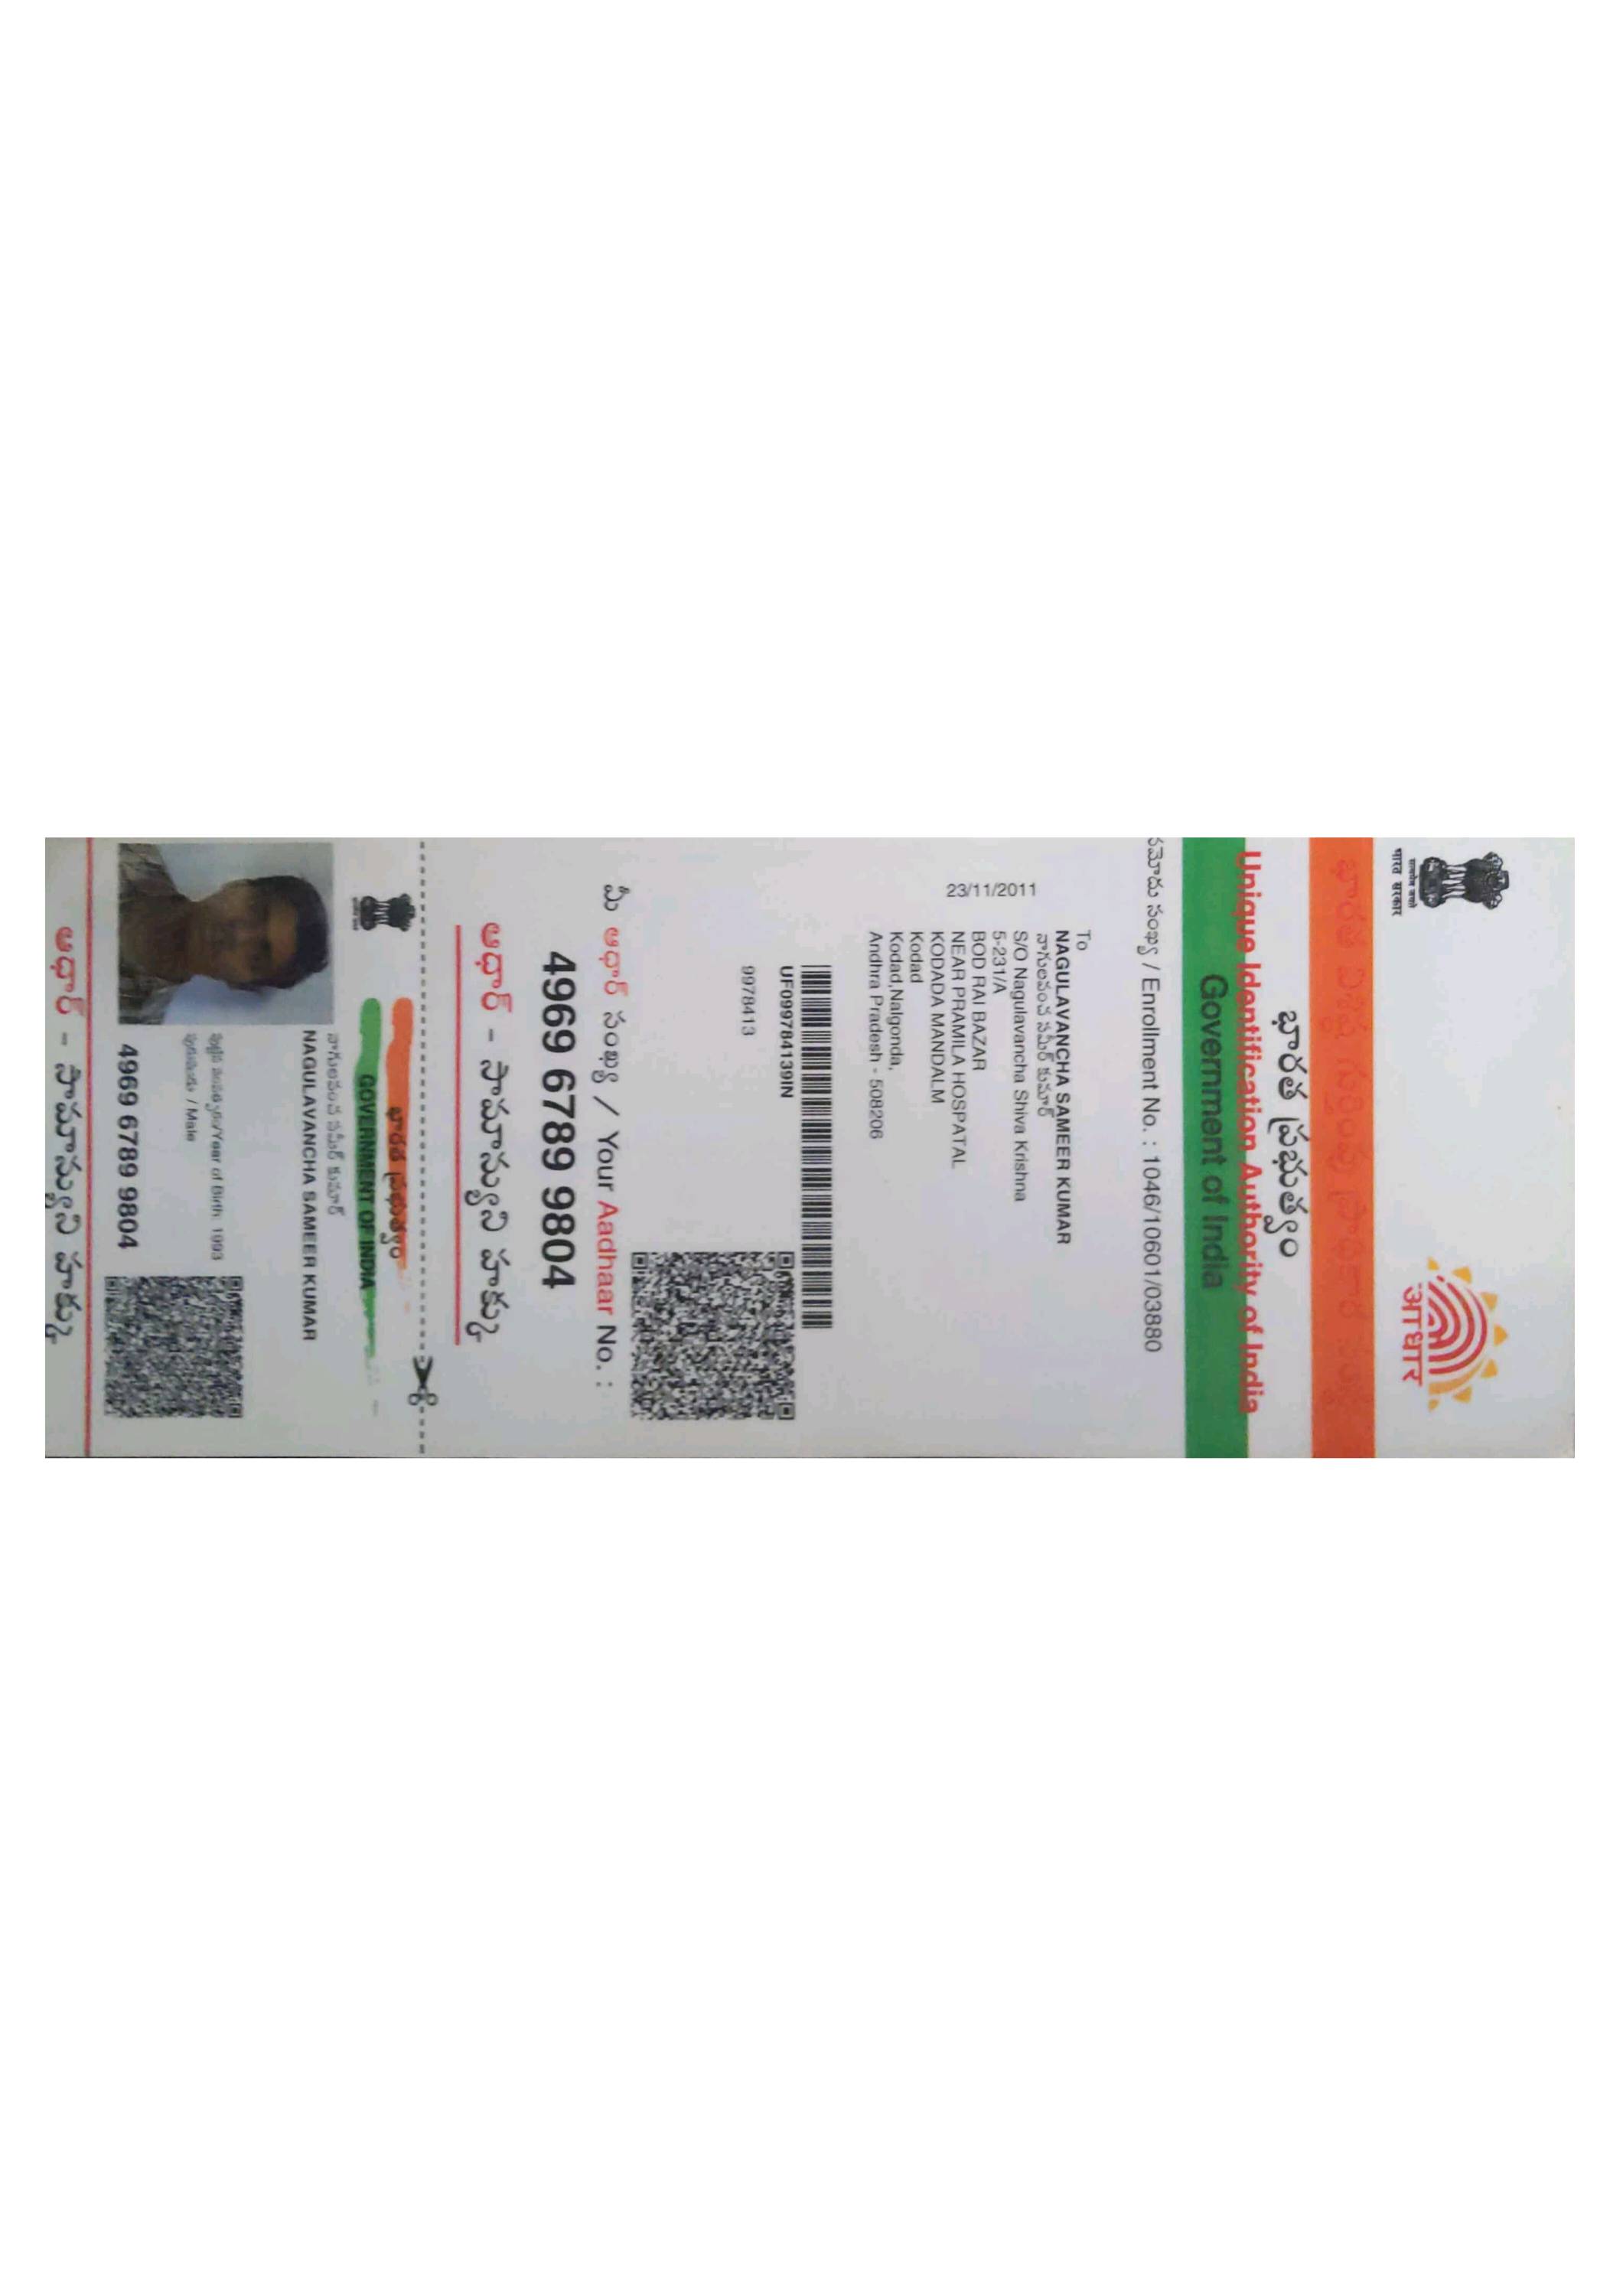 सत्यमेव जयते
भारत सरकार
आधार
భారత ప్రభుత్వం
Unique Identification Authority of India
Government of India
నమోదు సంఖ్య / Enrollment No. : 1046/10601/03880
23/11/2011
To
NAGULAVANCHA SAMEER KUMAR
నాగులవంచ సమీర్ కుమార్
S/O Nagulavancha Shiva Krishna
5-231/A
BOD RAI BAZAR
NEAR PRAMILA HOSPATAL
KODADA MANDALM
Kodad
Kodad,Nalgonda,
Andhra Pradesh - 508206
UF099784139IN
9978413
మీ ఆధార్ సంఖ్య / Your Aadhaar No. :
4969 6789 9804
ఆధార్ - సామాన్యుని హక్కు
భారత ప్రభుత్వం
GOVERNMENT OF INDIA
నాగులవంచ సమీర్ కుమార్
NAGULAVANCHA SAMEER KUMAR
పుట్టిన సంవత్సరం/Year of Birth: 1993
పురుషుడు / Male
4969 6789 9804
ఆధార్ - సామాన్యుని హక్కు